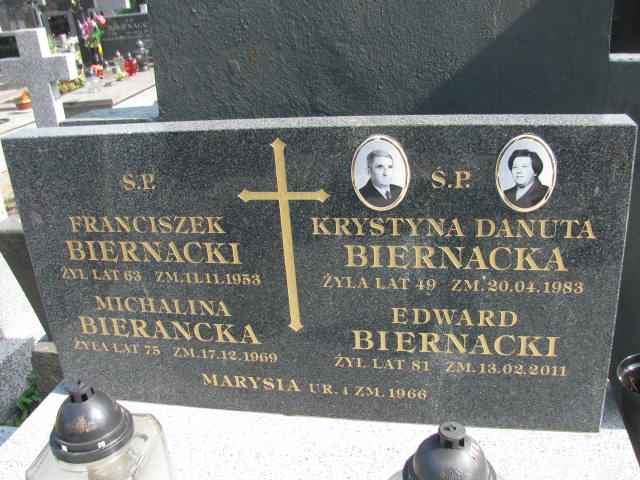 BIERNACC
Ś.P.
FRANCISZEK
BIERNACKI
ŻYŁ LAT 63 ZM. 11.11.1953
MICHALINA
BIERANCKA
ŻYŁA LAT 75 ZM. 17.12.1969
Ś.P.
KRYSTYNA DANUTA
BIERNACKA
ŻYŁA LAT 49 ZM. 20.04.1983
EDWARD
BIERNACKI
ŻYŁ LAT 81 ZM. 13.02.2011
MARYSIA UR. i ZM. 1966